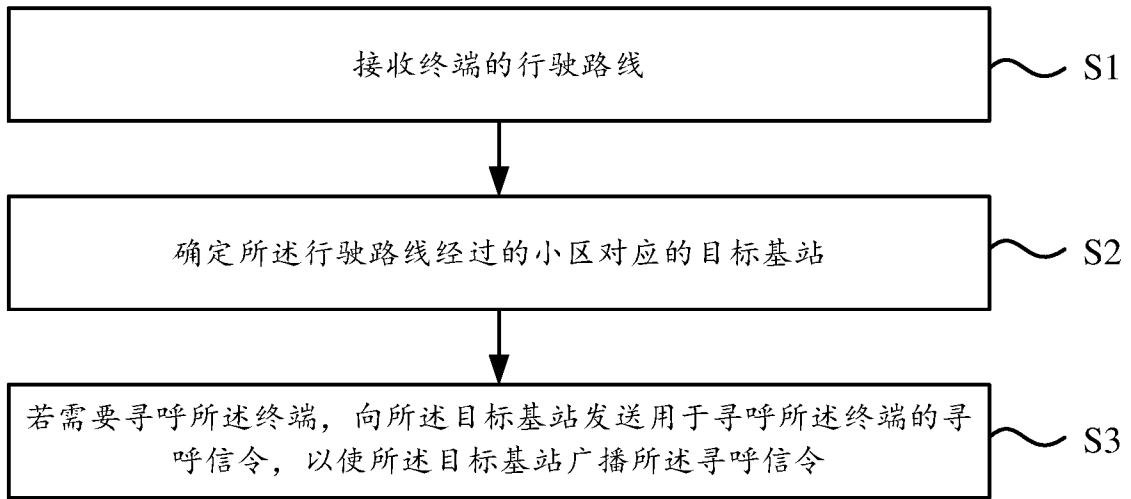 接收终端的行驶路线
S1
确定所述行驶路线经过的小区对应的目标基站
S2
若需要寻呼所述终端，向所述目标基站发送用于寻呼所述终端的寻
呼信令，以使所述目标基站广播所述寻呼信令
S3